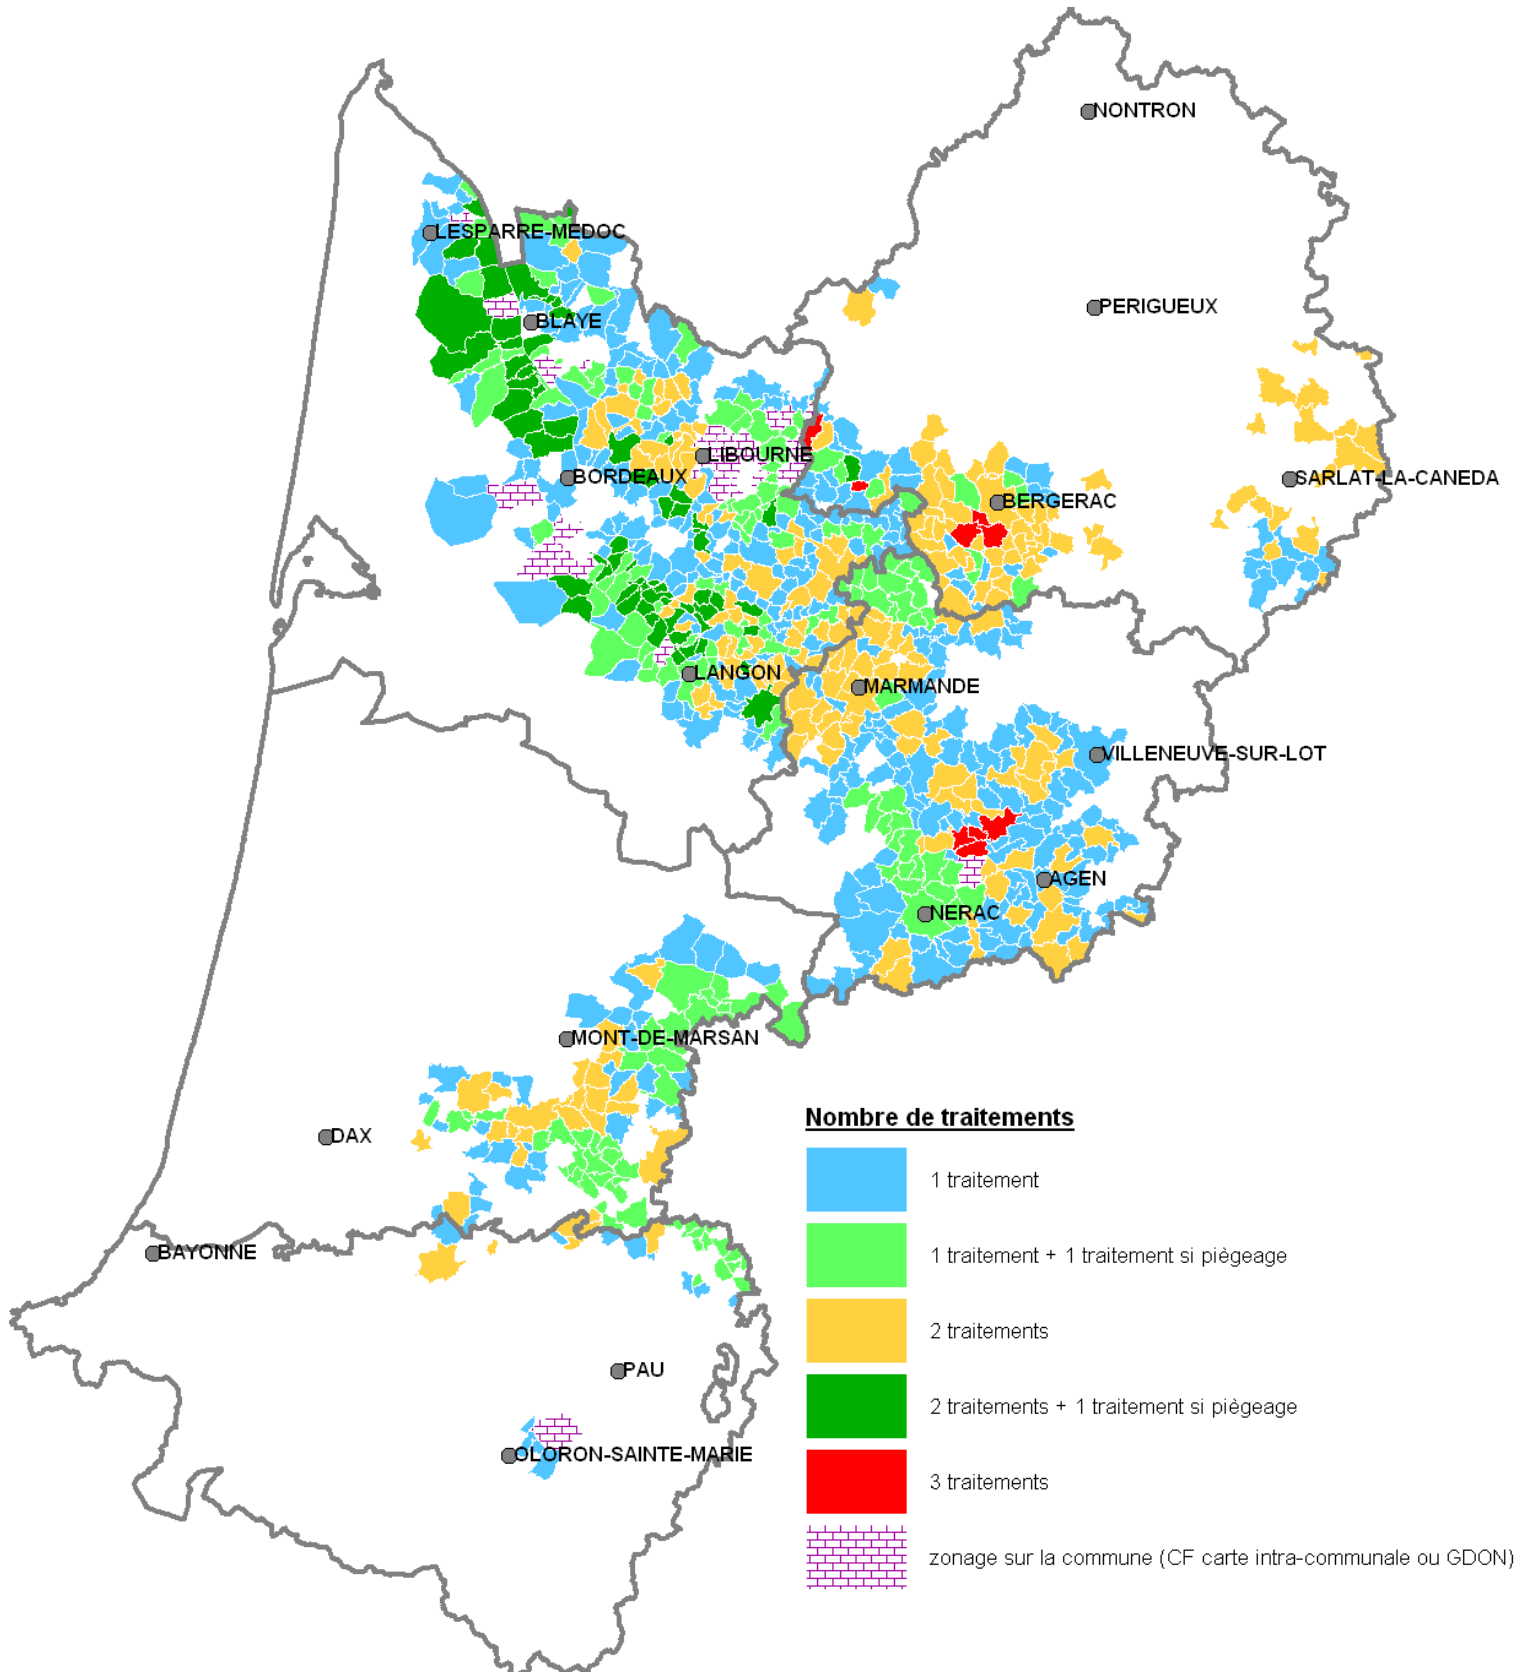 NONTRON
LESPARRE-MEDOC
PERIGUEUX
BLAYE
LIBOURNE
BORDEAUX
SARLAT-LA-CANEDA
BERGERAC
LANGON
MARMANDE
VILLENEUVE-SUR-LOT
AGEN
NERAC
MONT-DE-MARSAN
DAX
BAYONNE
PAU
OLORON-SAINTE-MARIE
Nombre de traitements
1 traitement
1 traitement + 1 traitement si piègeage
2 traitements
2 traitements + 1 traitement si piègeage
3 traitements
zonage sur la commune (CF carte intra-communale ou GDON)